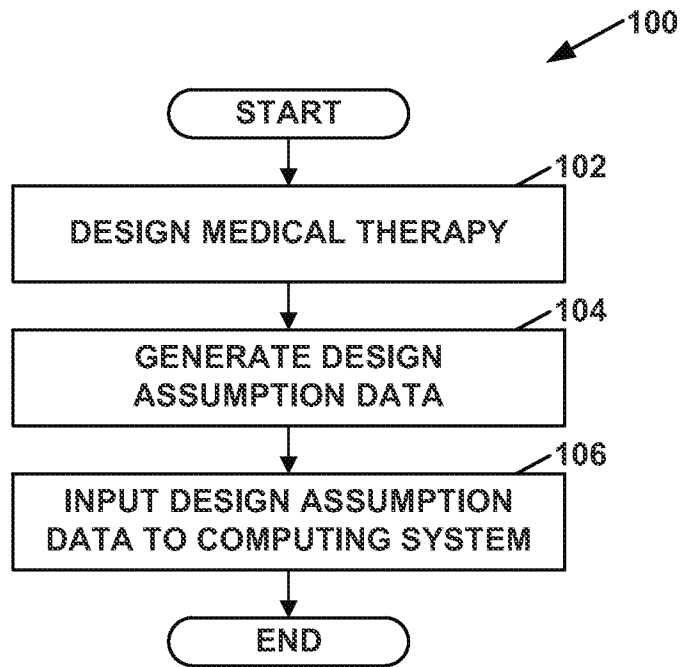 100
START
102
DESIGN MEDICAL THERAPY
104
GENERATE DESIGN
ASSUMPTION DATA
106
INPUT DESIGN ASSUMPTION
DATA TO COMPUTING SYSTEM
END